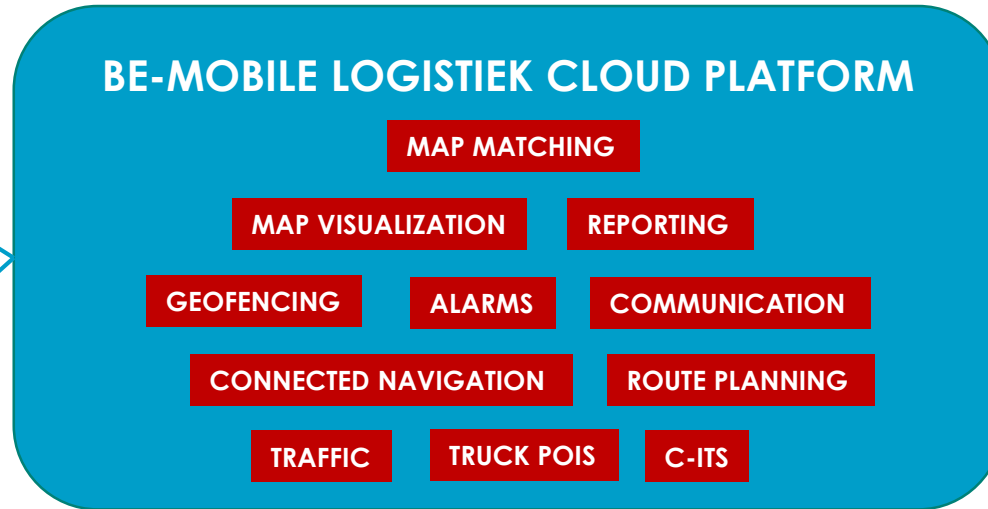 BE-MOBILE LOGISTIEK CLOUD PLATFORM
MAP MATCHING
MAP VISUALIZATION REPORTING
GEOFENCING ALARMS COMMUNICATION
CONNECTED NAVIGATION ROUTE PLANNING
TRAFFIC TRUCK POIS C-ITS